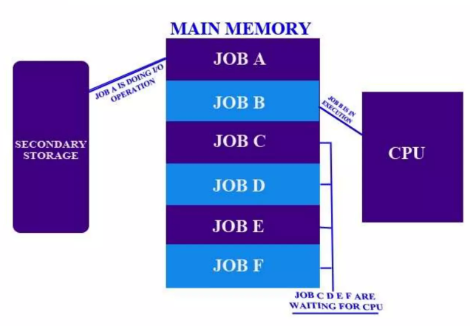 MAIN MEMORY
JOB A
JOB A IS DOING I/O
OPERATION
JOB B
JOB B IS IN
EXECUTION
SECONDARY
STORAGE
JOB C
CPU
JOB D
JOB E
JOB F
JOB C D E F ARE
WAITING FOR CPU